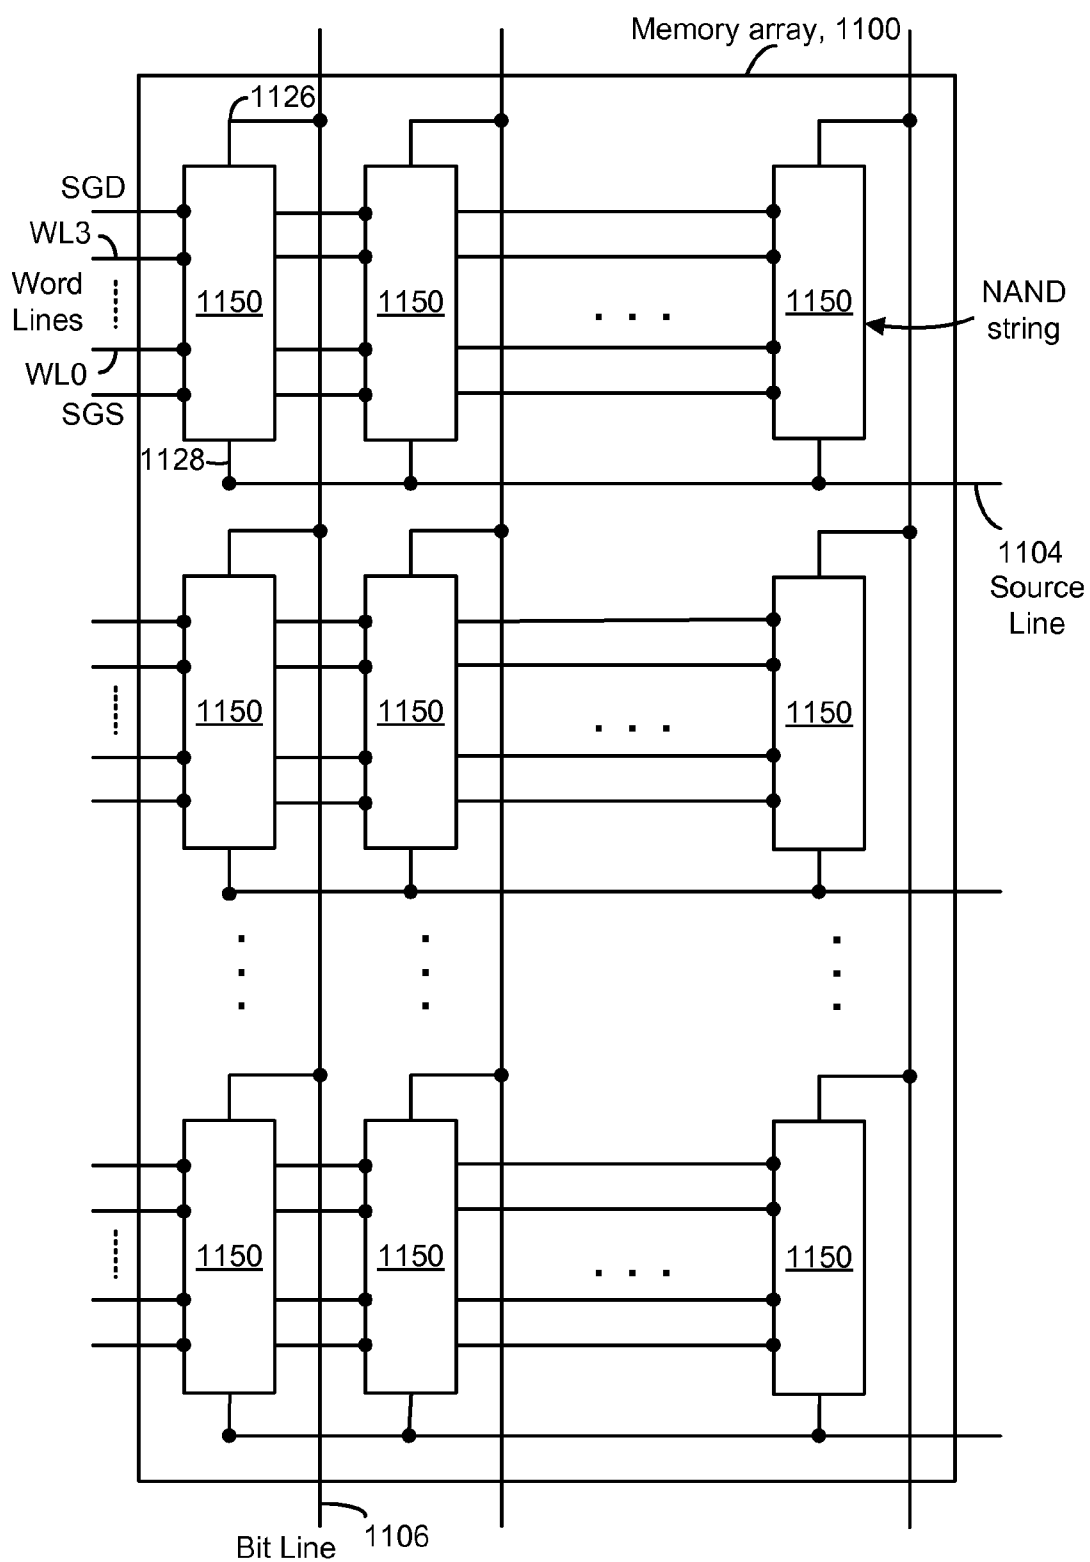 Memory array, 1100
1126
SGD
WL3
Word
Lines
WL0
SGS
1150
1150
1150
NAND
string
1128
1104
Source
Line
1150
1150
1150
1150
1150
1150
1106
Bit Line